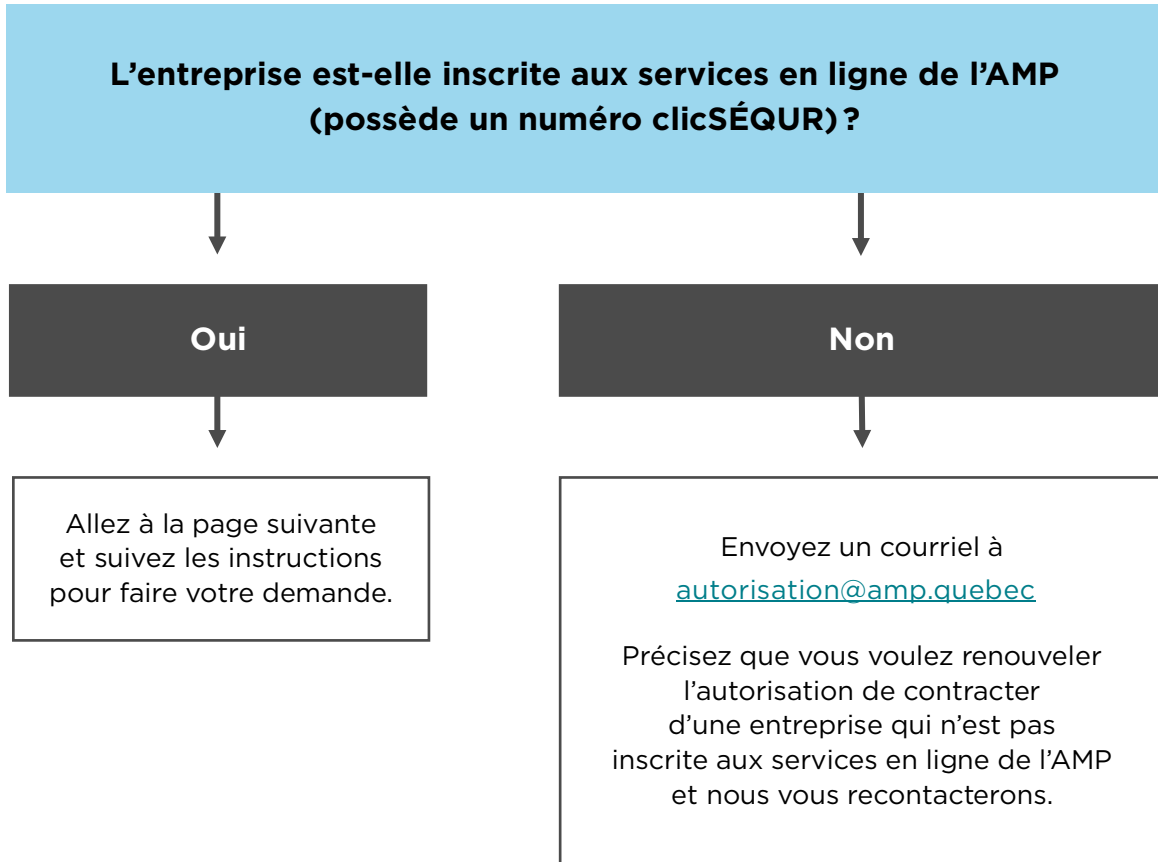 L'entreprise est-elle inscrite aux services en ligne de l'AMP
(possède un numéro clicSÉQUR) ?
Oui
Non
Allez à la page suivante
et suivez les instructions
pour faire votre demande.
Envoyez un courriel à
autorisation@amp.quebec
Précisez que vous voulez renouveler
l'autorisation de contracter
d'une entreprise qui n'est pas
inscrite aux services en ligne de l'AMP
et nous vous recontacterons.